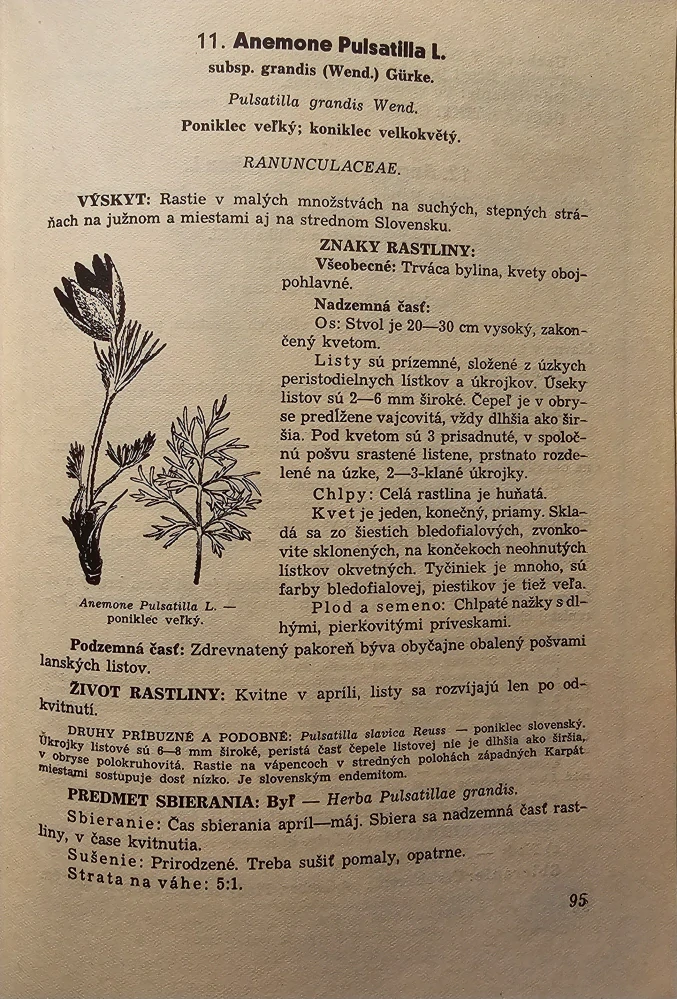 11. Anemone Pulsatilla L.
subsp. grandis (Wend.) Gürke.
Pulsatilla grandis Wend.
Poniklec veľký; koniklec velkokvětý.
RANUNCULACEAE.
VÝSKYT: Rastie v malých množstvách na suchých, stepných strá-
ňach na južnom a miestami aj na strednom Slovensku.
ZNAKY RASTLINY:
Všeobecné: Trváca bylina, kvety oboj-
pohlavné.
Nadzemná časť:
Os: Stvol je 20—30 cm vysoký, zakon-
čený kvetom.
Listy sú prízemné, složené z úzkych
peristodielnych lístkov a úkrojkov. Úseky
listov sú 2—6 mm široké. Čepeľ je v obry-
se predĺžene vajcovitá, vždy dlhšia ako šir-
šia. Pod kvetom sú 3 prisadnuté, v spoloč-
nú pošvu srastené listene, prstnato rozde-
lené na úzke, 2—3-klané úkrojky.
Chlpy: Celá rastlina je huňatá.
Kvet je jeden, konečný, priamy. Skla-
dá sa zo šiestich bledofialových, zvonko-
vite sklonených, na končekoch neohnutých
lístkov okvetných. Tyčiniek je mnoho, sú
farby bledofialovej, piestikov je tiež veľa.
Plod a semeno: Chlpaté nažky s dl-
hými, pierkovitými príveskami.
Anemone Pulsatilla L. —
poniklec veľký.
Podzemná časť: Zdrevnatený pakoreň býva obyčajne obalený pošvami
lanských listov.
ŽIVOT RASTLINY: Kvitne v apríli, listy sa rozvíjajú len po od-
kvitnutí.
DRUHY PRÍBUZNÉ A PODOBNÉ: Pulsatilla slavica Reuss — poniklec slovenský.
Úkrojky listové sú 6—8 mm široké, peristá časť čepele listovej nie je dlhšia ako širšia,
v obryse polokruhovitá. Rastie na vápencoch v stredných polohách západných Karpát
miestami sostupuje dosť nízko. Je slovenským endemitom.
PREDMET SBIERANIA: Byľ — Herba Pulsatillae grandis.
Sbieranie: Čas sbierania apríl—máj. Sbiera sa nadzemná časť rast-
liny, v čase kvitnutia.
Sušenie: Prirodzené. Treba sušiť pomaly, opatrne.
Strata na váhe: 5:1.
95